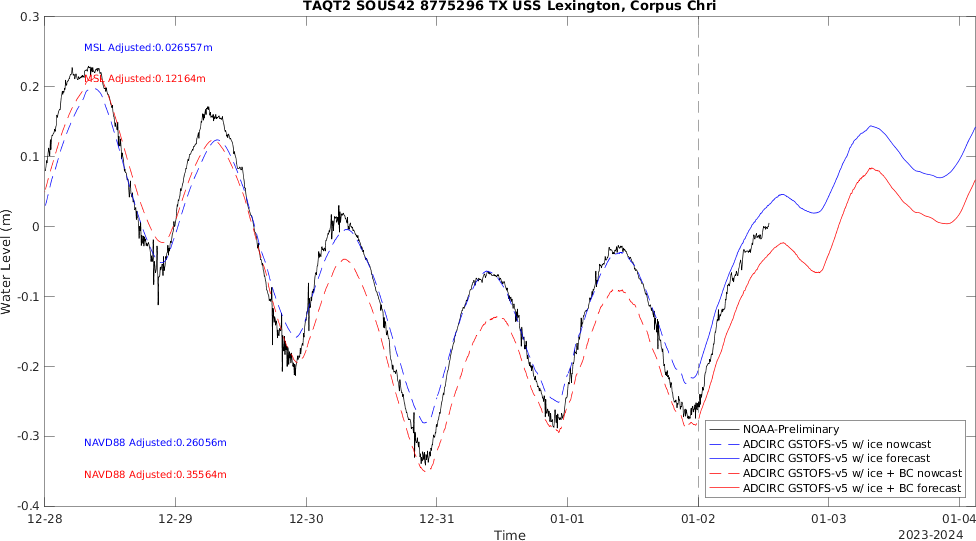 TAQT2 SOUS42 8775296 TX USS Lexington, Corpus Chri
0.3
MSL Adjusted:0.026557m
MSL Adjusted:0.12164m
0.2
0.1
0
-0.1
-0.2
-0.3
-0.4
Water Level (m)
NAVD88 Adjusted:0.26056m
NAVD88 Adjusted:0.35564m
NOAA-Preliminary
ADCIRC GSTOFS-v5 w/ ice nowcast
ADCIRC GSTOFS-v5 w/ ice forecast
ADCIRC GSTOFS-v5 w/ ice + BC nowcast
ADCIRC GSTOFS-v5 w/ ice + BC forecast
12-28 12-29 12-30 12-31 01-01 01-02 01-03 01-04
Time
2023-2024